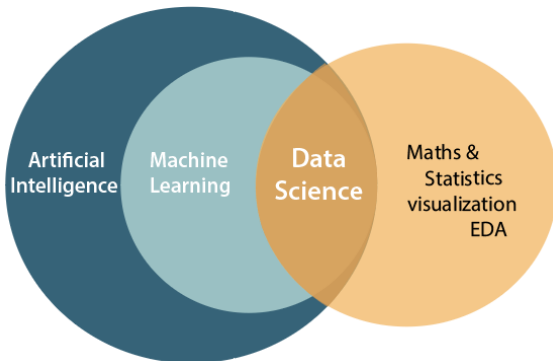 Artificial
Intelligence
Machine
Learning
Data
Science
Maths &
Statistics
visualization
EDA